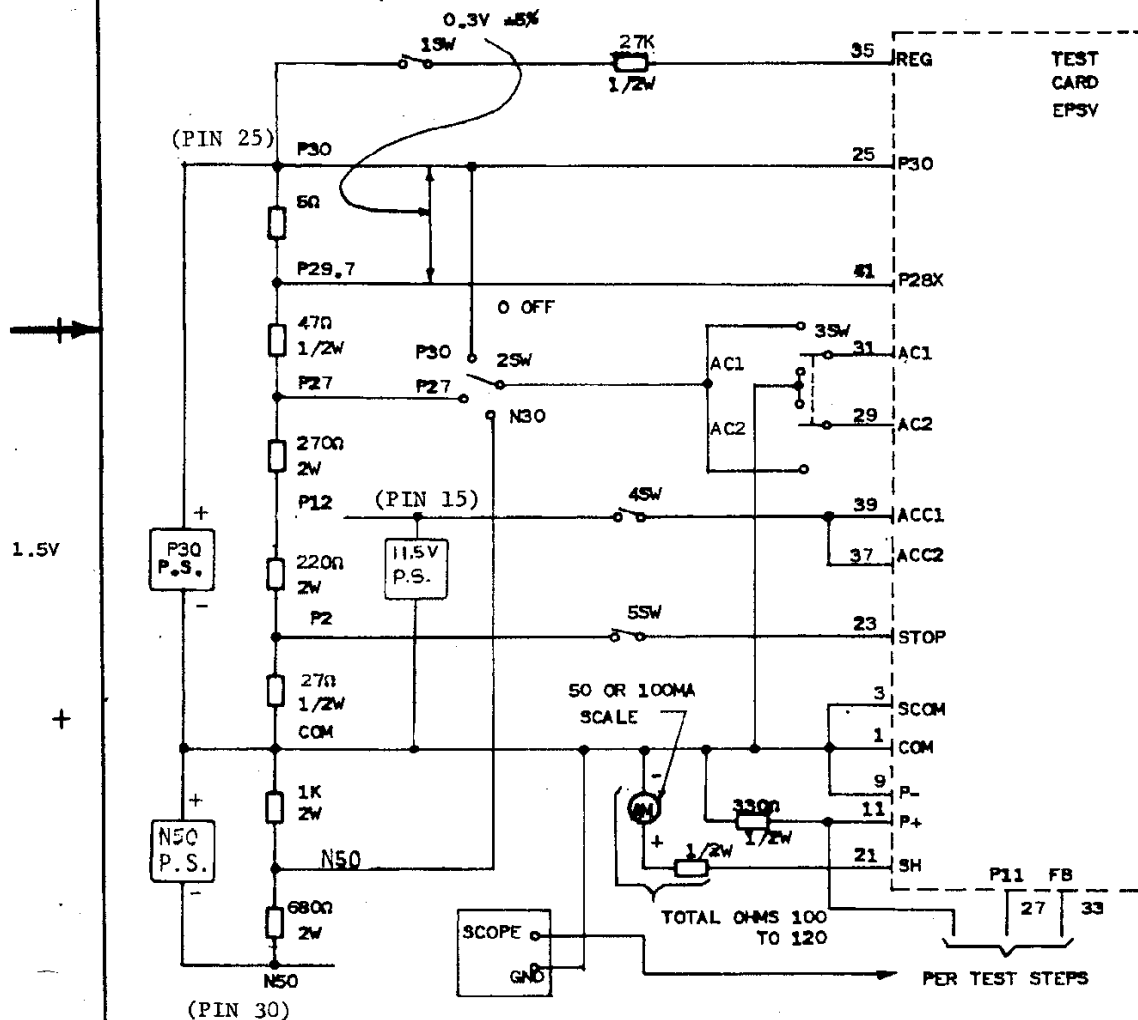 0.3V ±5%
1SW
27K
1/2W
35
REG
TEST
CARD
EPSV
(PIN 25)
P30
25
P30
5Ω
P29.7
41
P28X
0 OFF
47Ω
1/2W
P30
2SW
3SW
31
AC1
AC1
P27
P27
N30
29
AC2
AC2
270Ω
2W
P12
(PIN 15)
4SW
39
ACC1
+
1.5V
P30
P.S.
11.5V
P.S.
37
ACC2
220Ω
2W
-
P2
5SW
23
STOP
27Ω
1/2W
50 OR 100MA
SCALE
3
SCOM
+
COM
1
COM
-
+
1K
2W
9
P-
330Ω
1/2W
11
P+
N50
P.S.
+
1/2W
N50
21
SH
-
P11
FB
680Ω
2W
TOTAL OHMS 100
TO 120
27
33
SCOPE
GND
PER TEST STEPS
N50
(PIN 30)